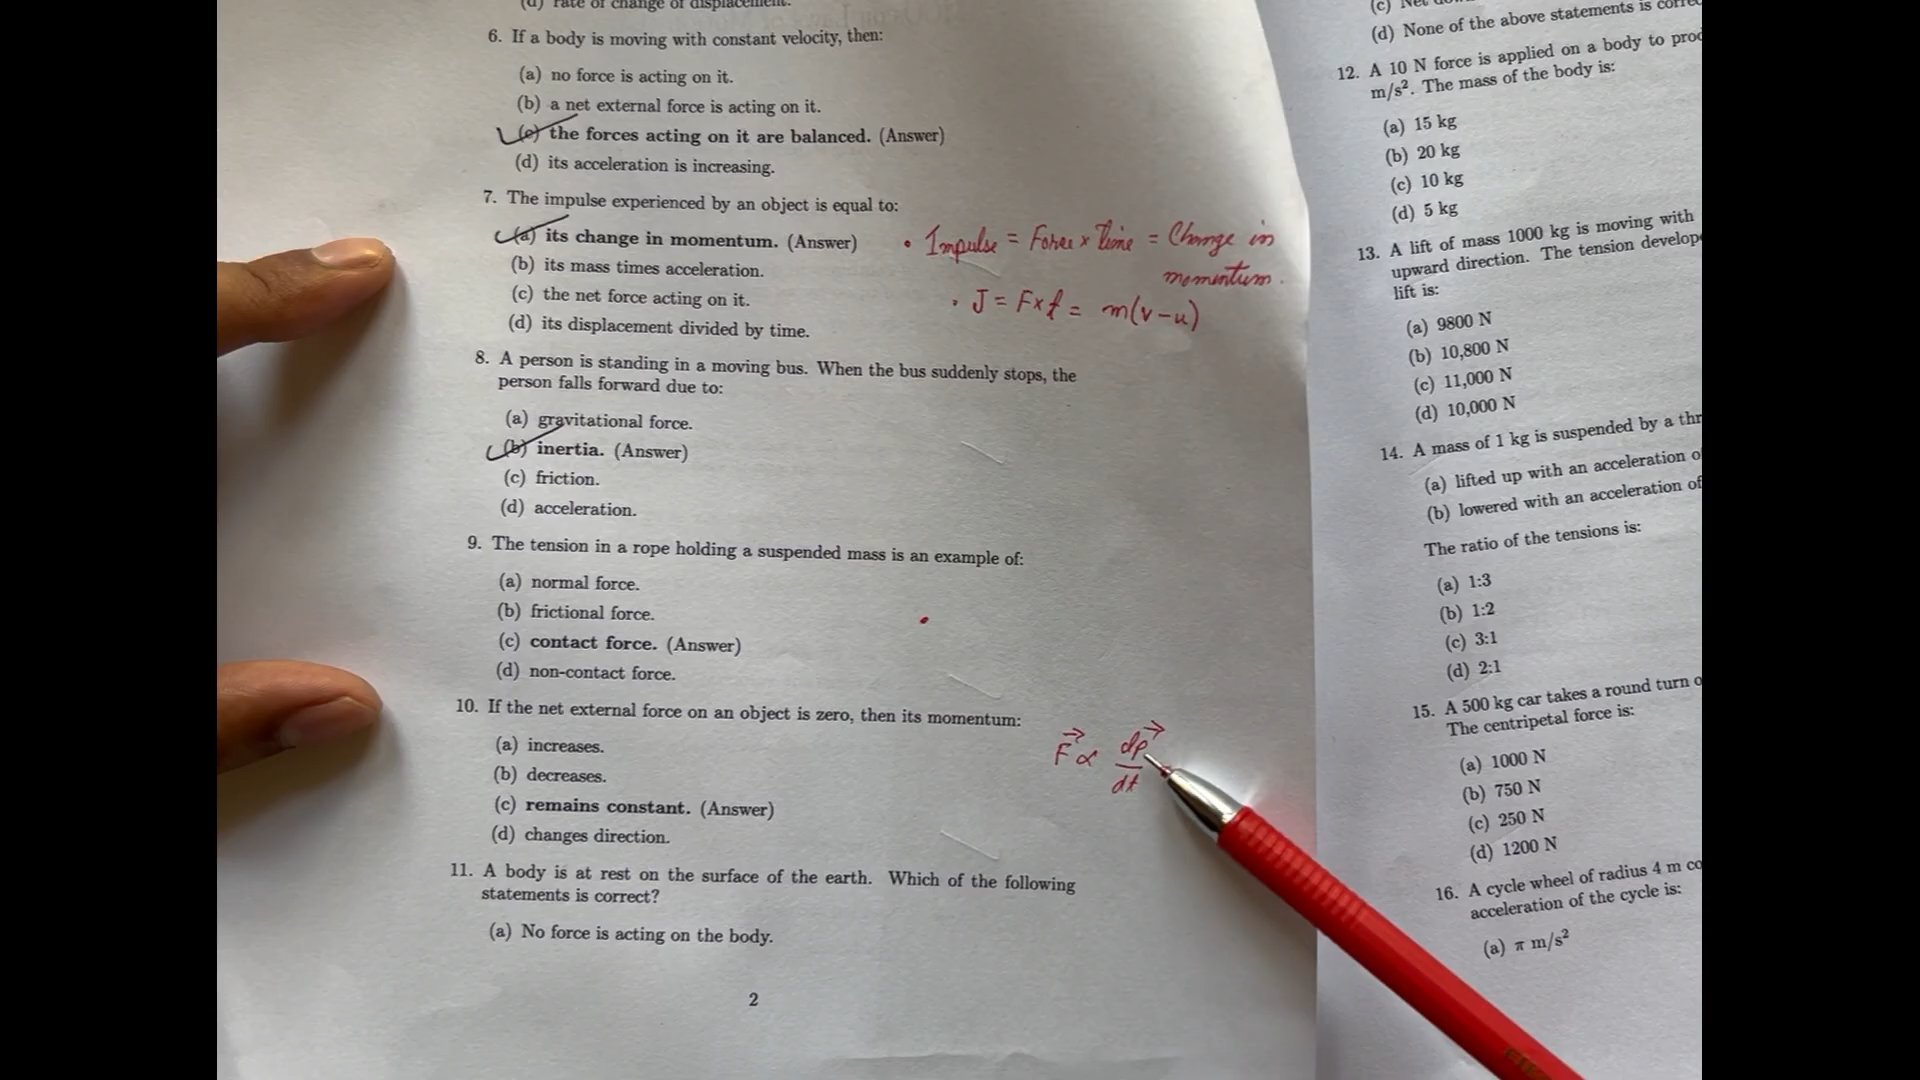 (d) rate of change of displacement.
6. If a body is moving with constant velocity, then:
(a) no force is acting on it.
(b) a net external force is acting on it.
(c) the forces acting on it are balanced. (Answer)
(d) its acceleration is increasing.
7. The impulse experienced by an object is equal to:
(a) its change in momentum. (Answer)
(b) its mass times acceleration.
(c) the net force acting on it.
(d) its displacement divided by time.
• Impulse = Force × Time = Change in
momentum.
• J = F×t = m(v-u)
8. A person is standing in a moving bus. When the bus suddenly stops, the
person falls forward due to:
(a) gravitational force.
(b) inertia. (Answer)
(c) friction.
(d) acceleration.
9. The tension in a rope holding a suspended mass is an example of:
(a) normal force.
(b) frictional force.
(c) contact force. (Answer)
(d) non-contact force.
10. If the net external force on an object is zero, then its momentum:
(a) increases.
(b) decreases.
(c) remains constant. (Answer)
(d) changes direction.
F⃗ ∝ dp⃗/dt
11. A body is at rest on the surface of the earth. Which of the following
statements is correct?
(a) No force is acting on the body.
2
(c) Net
(d) None of the above statements is
12. A 10 N force is applied on a body to
m/s². The mass of the body is:
(a) 15 kg
(b) 20 kg
(c) 10 kg
(d) 5 kg
13. A lift of mass 1000 kg is moving with
upward direction. The tension
lift is:
(a) 9800 N
(b) 10,800 N
(c) 11,000 N
(d) 10,000 N
14. A mass of 1 kg is suspended by a
(a) lifted up with an acceleration
(b) lowered with an acceleration of
The ratio of the tensions is:
(a) 1:3
(b) 1:2
(c) 3:1
(d) 2:1
15. A 500 kg car takes a round turn
The centripetal force is:
(a) 1000 N
(b) 750 N
(c) 250 N
(d) 1200 N
16. A cycle wheel of radius 4 m
acceleration of the cycle is:
(a) π m/s²